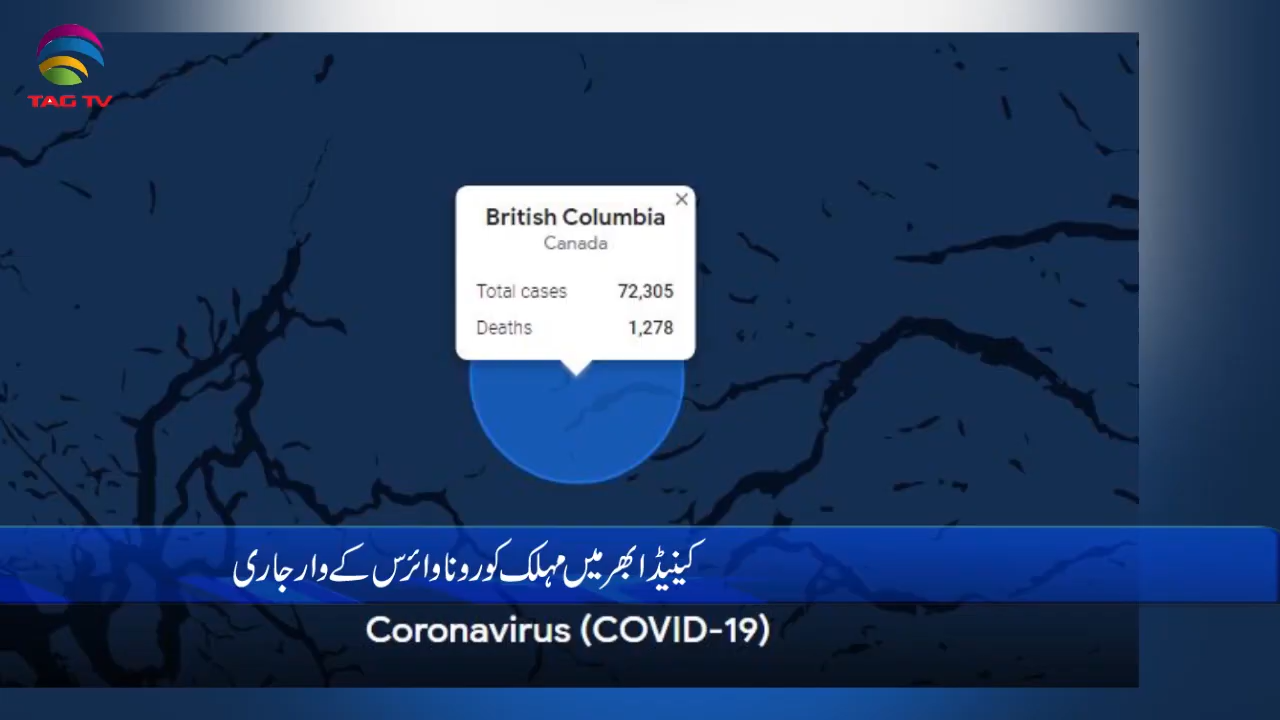 TAG TV
British Columbia
Canada
Total cases 72,305
Deaths 1,278
کینیڈا بھر میں مہلک کورونا وائرس کے وار جاری
Coronavirus (COVID-19)